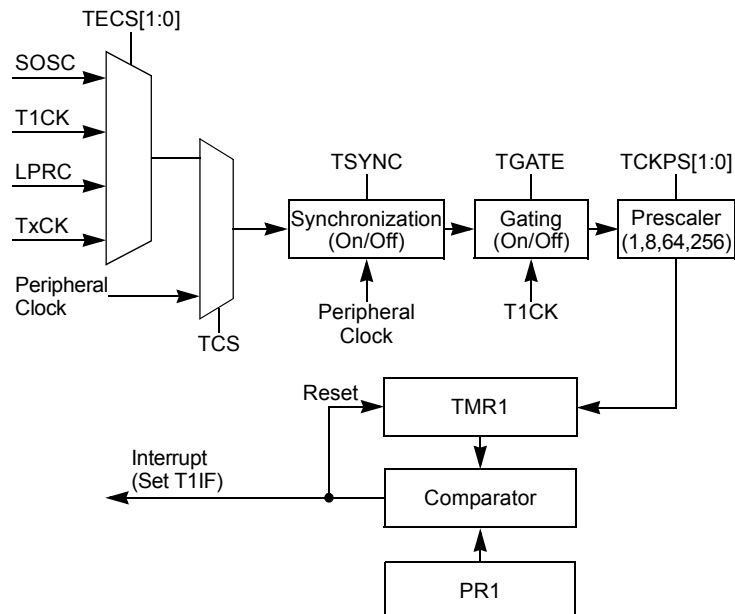 TECS[1:0]
SOSC
T1CK
LPRC
TxCK
Peripheral
Clock
TCS
TSYNC
Synchronization
(On/Off)
Peripheral
Clock
TGATE
Gating
(On/Off)
T1CK
TCKPS[1:0]
Prescaler
(1,8,64,256)
Reset
TMR1
Interrupt
(Set T1IF)
Comparator
PR1